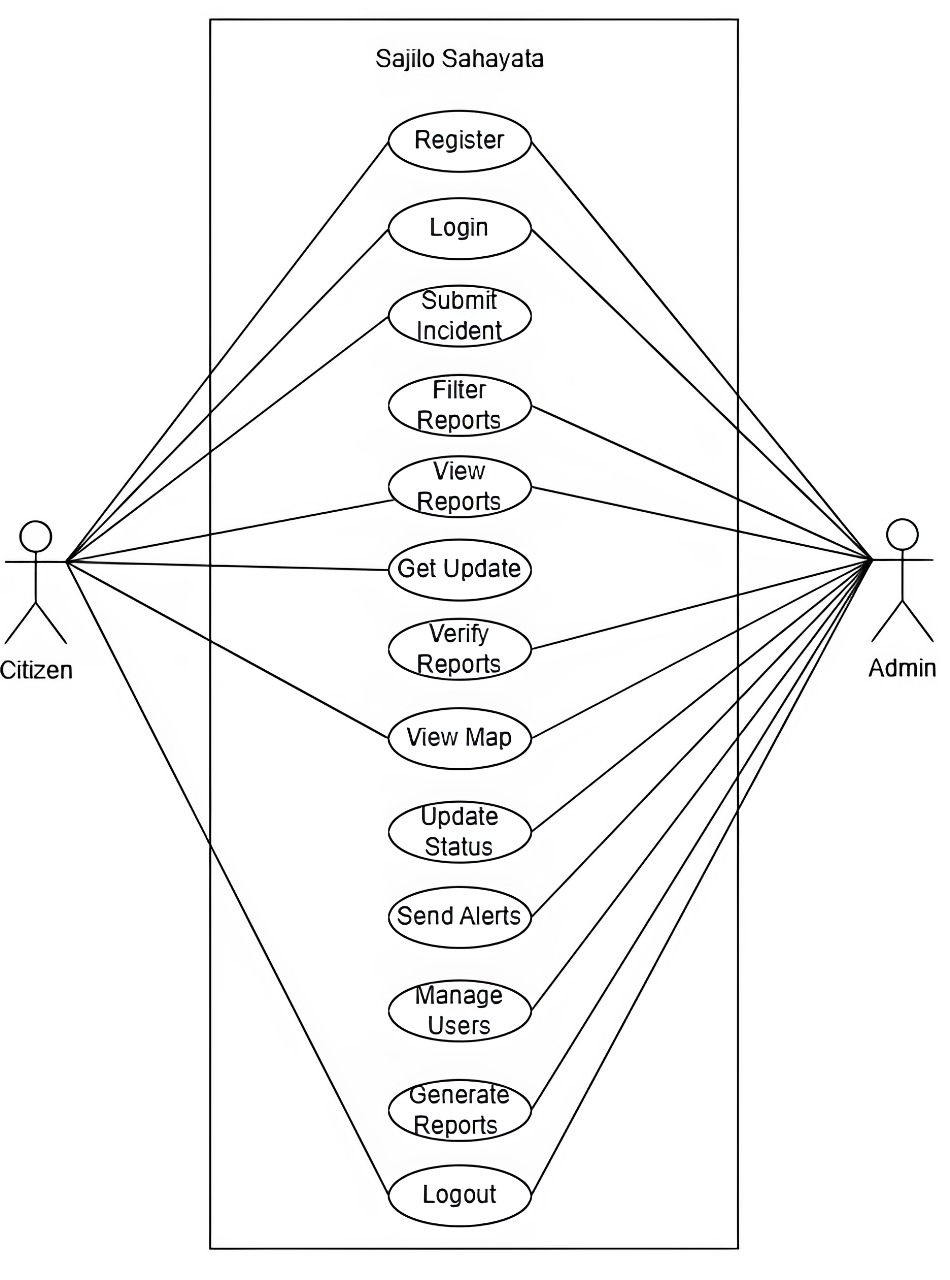 Sajilo Sahayata
Register
Login
Submit
Incident
Filter
Reports
View
Reports
Get Update
Verify
Reports
View Map
Update
Status
Send Alerts
Manage
Users
Generate
Reports
Logout
Citizen
Admin